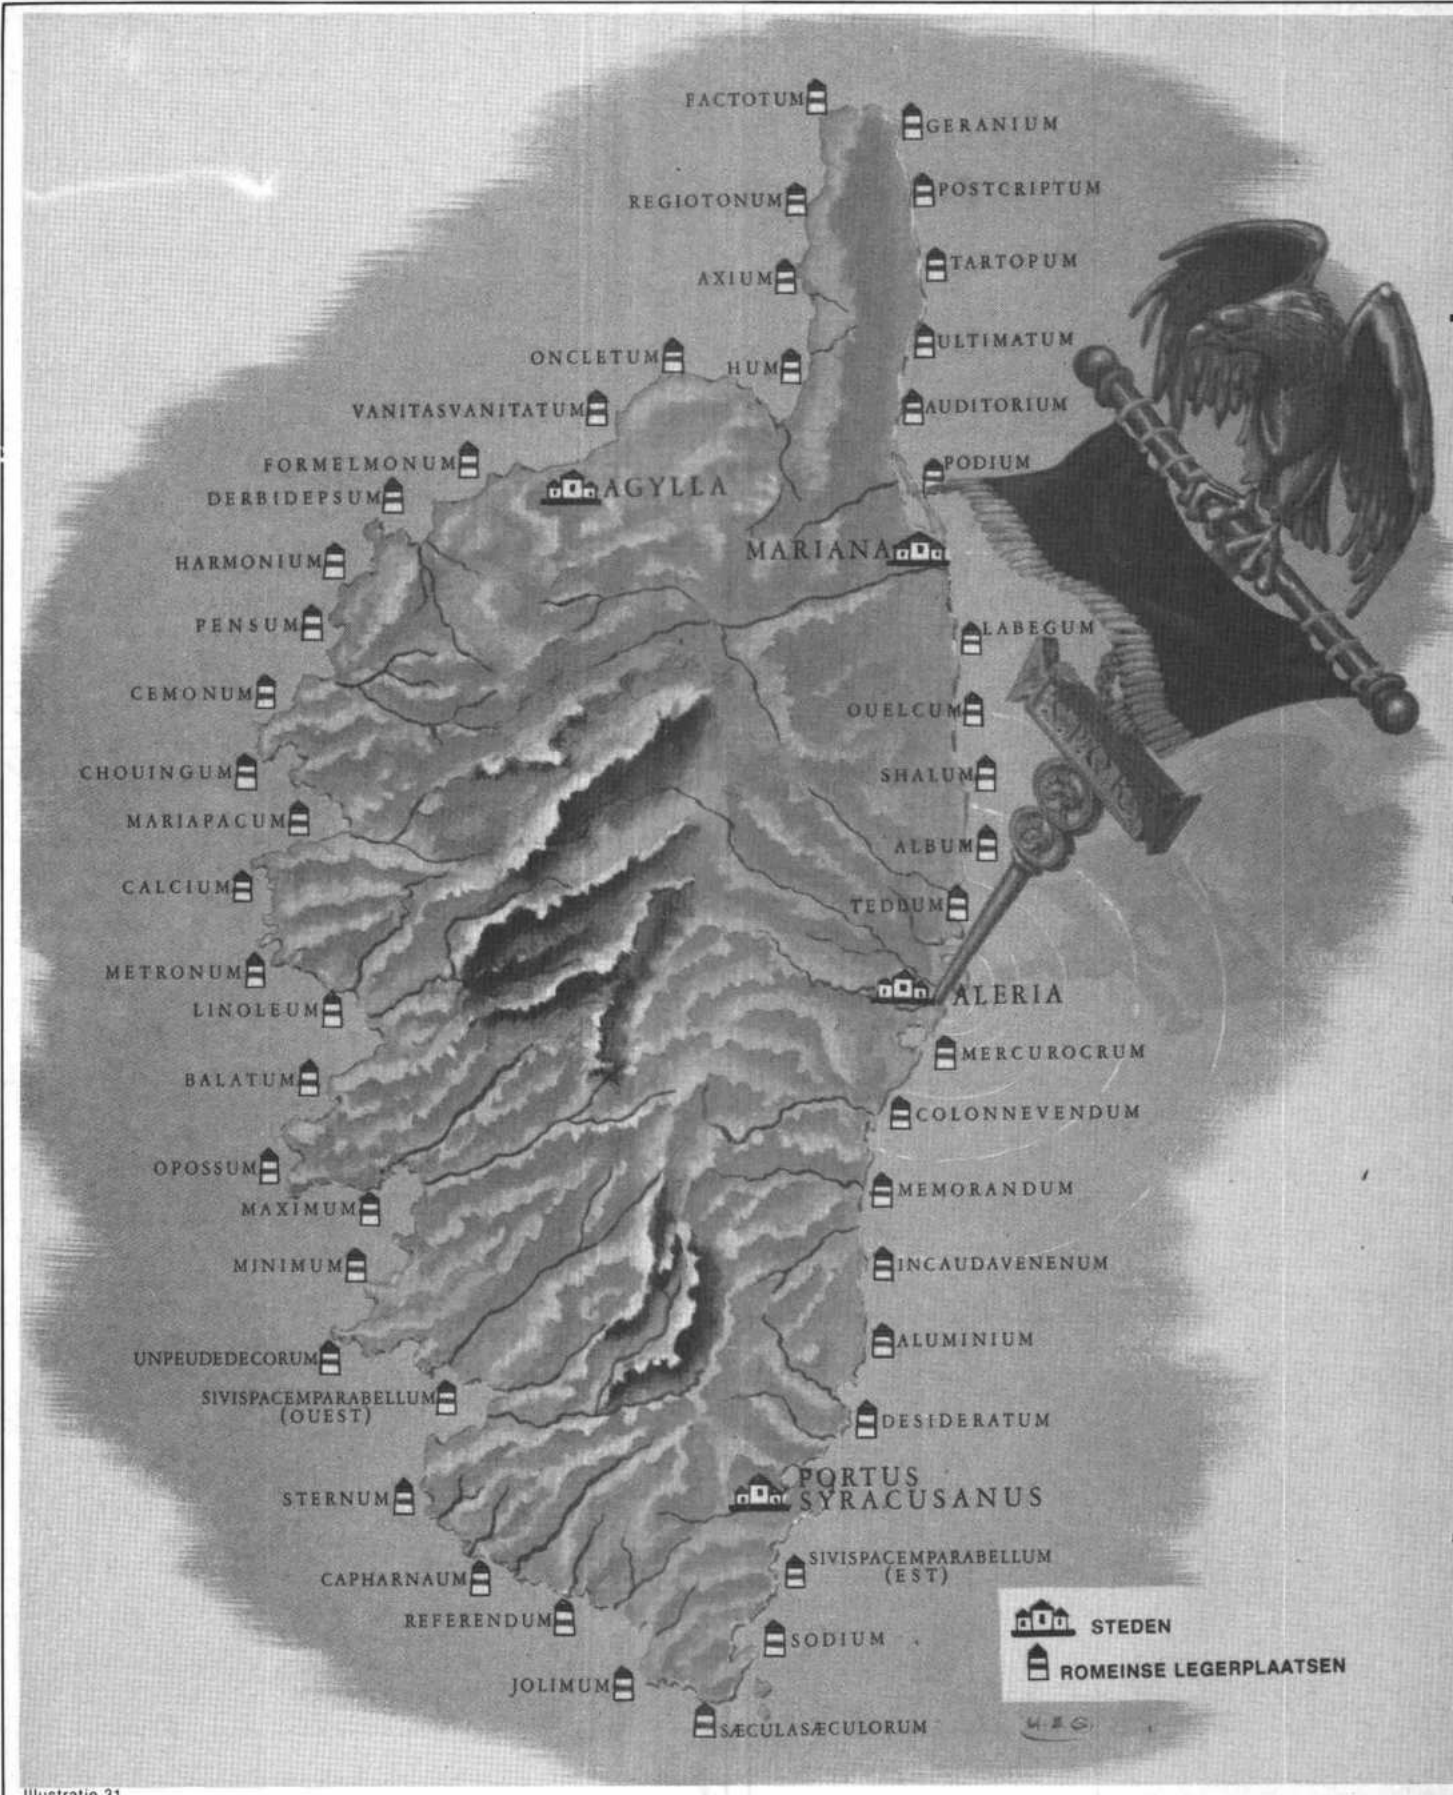 FACTOTUM
GERANIUM
REGIOTONUM
POSTCRIPTUM
AXIUM
TARTOPUM
ONCLETUM
HUM
ULTIMATUM
VANITASVANITATUM
AUDITORIUM
FORMELMONUM
PODIUM
DERBIDEPSUM
AGYLLA
HARMONIUM
MARIANA
PENSUM
LABEGUM
CEMONUM
OUELCUM
CHOUINGUM
SHALUM
MARIAPACUM
ALBUM
CALCIUM
TEDDUM
METRONUM
ALERIA
LINOLEUM
MERCUROCRUM
BALATUM
COLONNEVENDUM
OPOSSUM
MEMORANDUM
MAXIMUM
MINIMUM
INCAUDAVENENUM
UNPEUDEDECORUM
ALUMINIUM
SIVISPACEMPARABELLUM
(OUEST)
DESIDERATUM
STERNUM
PORTUS
SYRACUSANUS
CAPHARNAUM
SIVISPACEMPARABELLUM
(EST)
REFERENDUM
SODIUM
JOLIMUM
SÆCULASÆCULORUM
STEDEN
ROMEINSE LEGERPLAATSEN
Illustratie 31